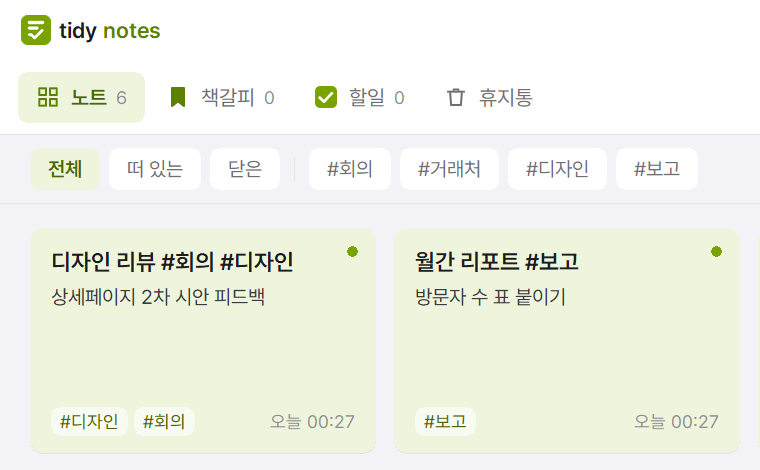 tidy notes
노트 6 책갈피 0 할일 0 휴지통
전체 떠 있는 닫은 #회의 #거래처 #디자인 #보고
디자인 리뷰 #회의 #디자인
상세페이지 2차 시안 피드백
#디자인 #회의 오늘 00:27
월간 리포트 #보고
방문자 수 표 붙이기
#보고 오늘 00:27